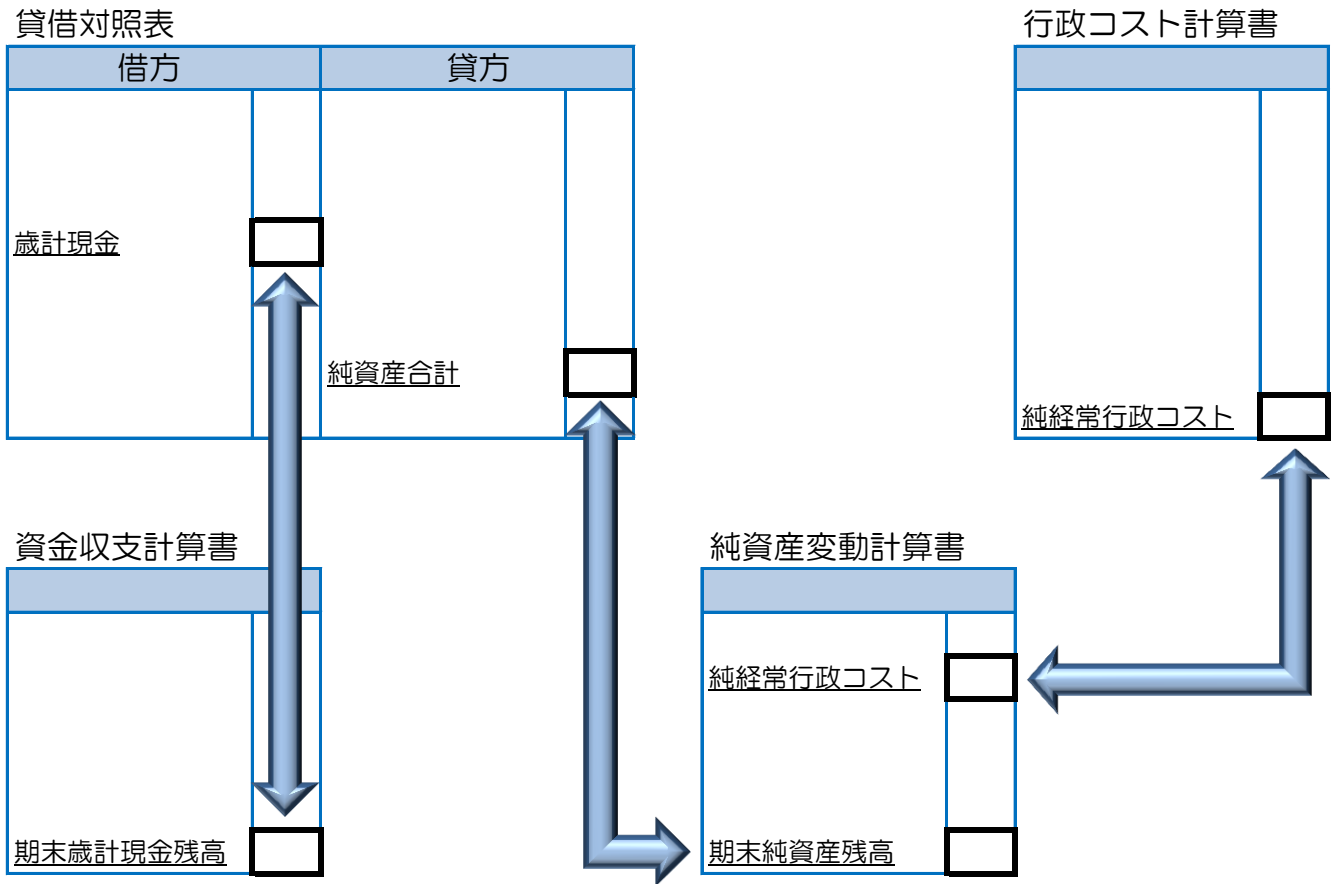 貸借対照表
借方
貸方
歳計現金
純資産合計
行政コスト計算書
純経常行政コスト
資金収支計算書
期末歳計現金残高
純資産変動計算書
純経常行政コスト
期末純資産残高